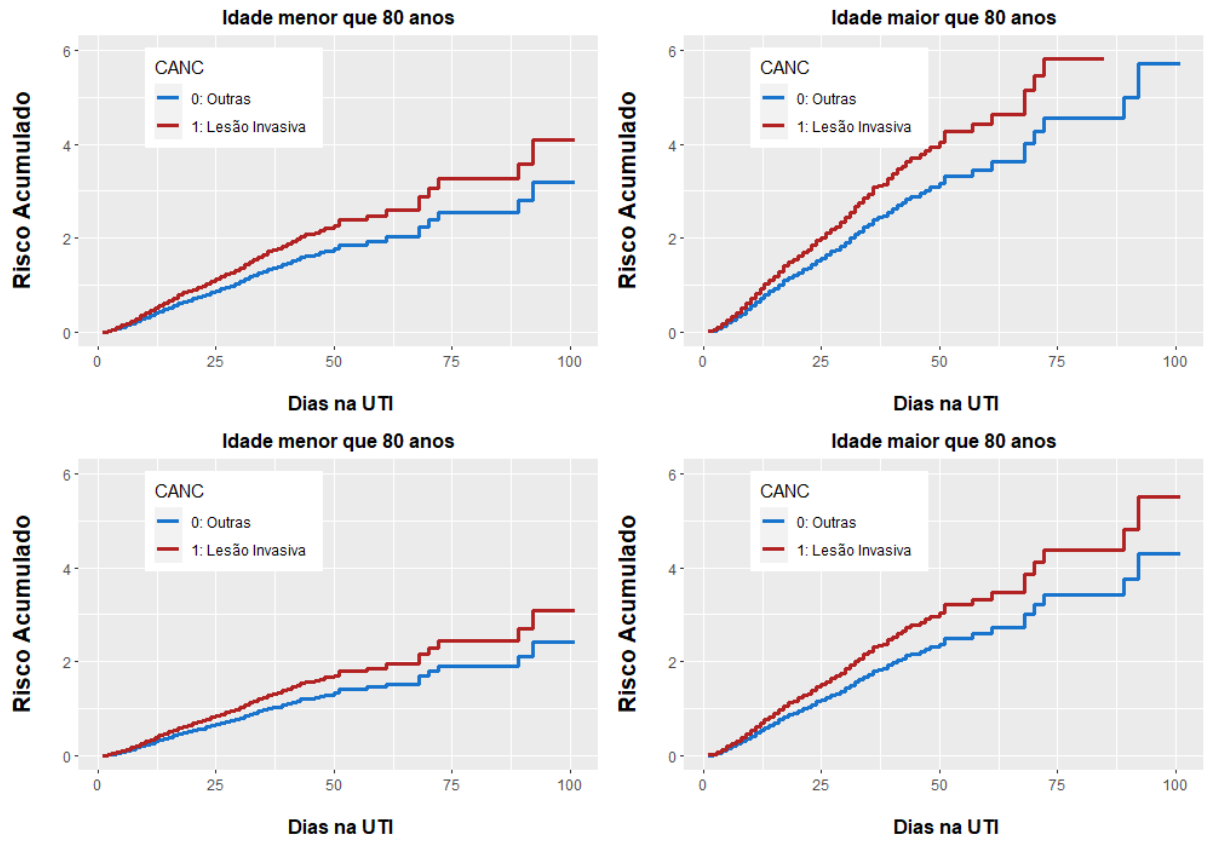 Idade menor que 80 anos
Risco Acumulado
6
4
2
0
CANC
0: Outras
1: Lesão Invasiva
0 25 50 75 100
Dias na UTI
Idade maior que 80 anos
Risco Acumulado
6
4
2
0
CANC
0: Outras
1: Lesão Invasiva
0 25 50 75 100
Dias na UTI
Idade menor que 80 anos
Risco Acumulado
6
4
2
0
CANC
0: Outras
1: Lesão Invasiva
0 25 50 75 100
Dias na UTI
Idade maior que 80 anos
Risco Acumulado
6
4
2
0
CANC
0: Outras
1: Lesão Invasiva
0 25 50 75 100
Dias na UTI